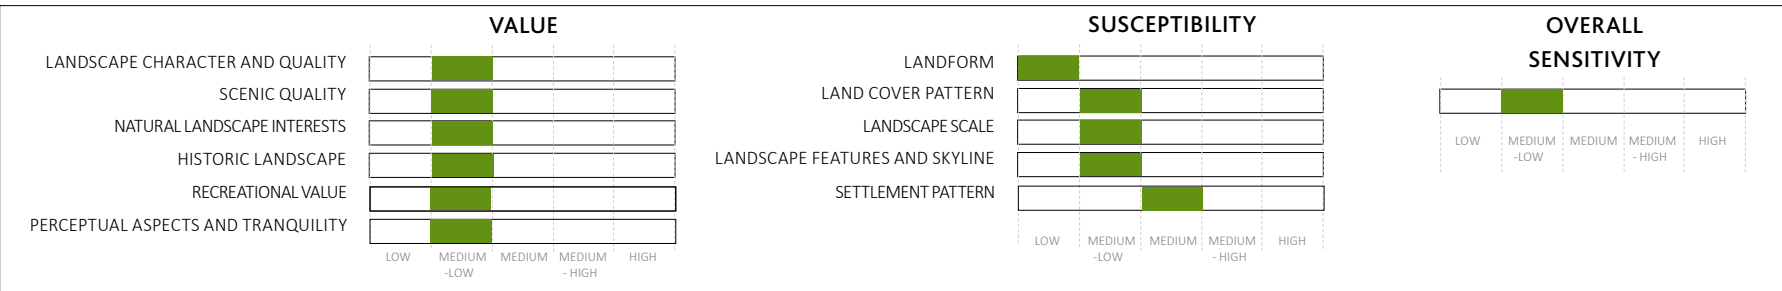 VALUE
LANDSCAPE CHARACTER AND QUALITY
SCENIC QUALITY
NATURAL LANDSCAPE INTERESTS
HISTORIC LANDSCAPE
RECREATIONAL VALUE
PERCEPTUAL ASPECTS AND TRANQUILITY
LOW
MEDIUM
-LOW
MEDIUM
MEDIUM
- HIGH
HIGH
SUSCEPTIBILITY
LANDFORM
LAND COVER PATTERN
LANDSCAPE SCALE
LANDSCAPE FEATURES AND SKYLINE
SETTLEMENT PATTERN
LOW
MEDIUM
-LOW
MEDIUM
MEDIUM
- HIGH
HIGH
OVERALL
SENSITIVITY
LOW
MEDIUM
-LOW
MEDIUM
MEDIUM
- HIGH
HIGH